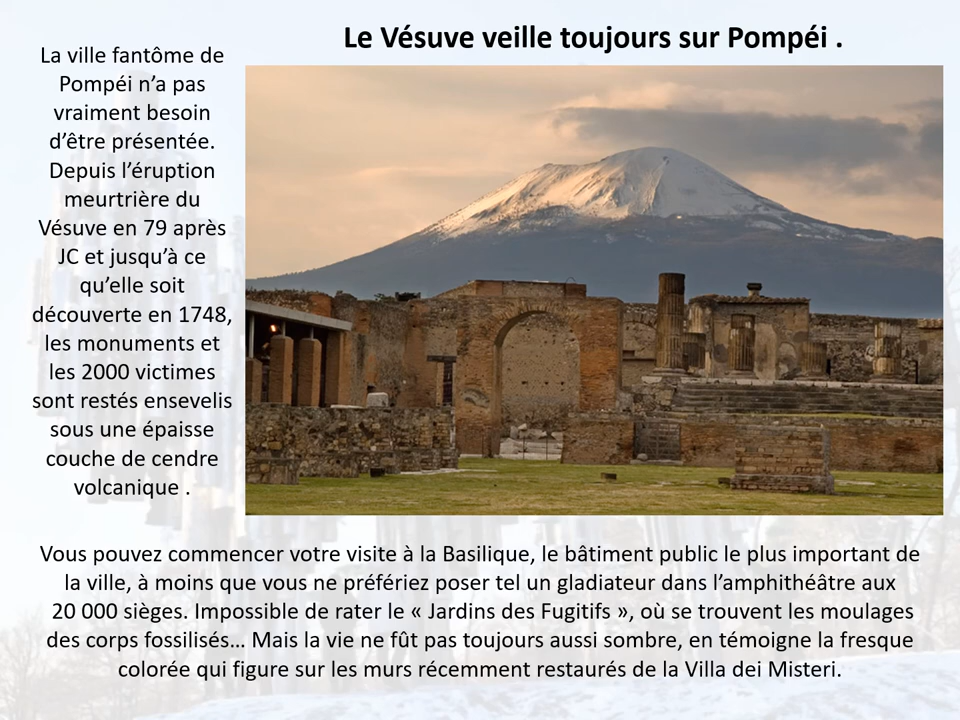 Le Vésuve veille toujours sur Pompéi .
La ville fantôme de
Pompéi n’a pas
vraiment besoin
d’être présentée.
Depuis l’éruption
meurtrière du
Vésuve en 79 après
JC et jusqu’à ce
qu’elle soit
découverte en 1748,
les monuments et
les 2000 victimes
sont restés ensevelis
sous une épaisse
couche de cendre
volcanique .
Vous pouvez commencer votre visite à la Basilique, le bâtiment public le plus important de
la ville, à moins que vous ne préfériez poser tel un gladiateur dans l’amphithéâtre aux
20 000 sièges. Impossible de rater le « Jardins des Fugitifs », où se trouvent les moulages
des corps fossilisés… Mais la vie ne fût pas toujours aussi sombre, en témoigne la fresque
colorée qui figure sur les murs récemment restaurés de la Villa dei Misteri.